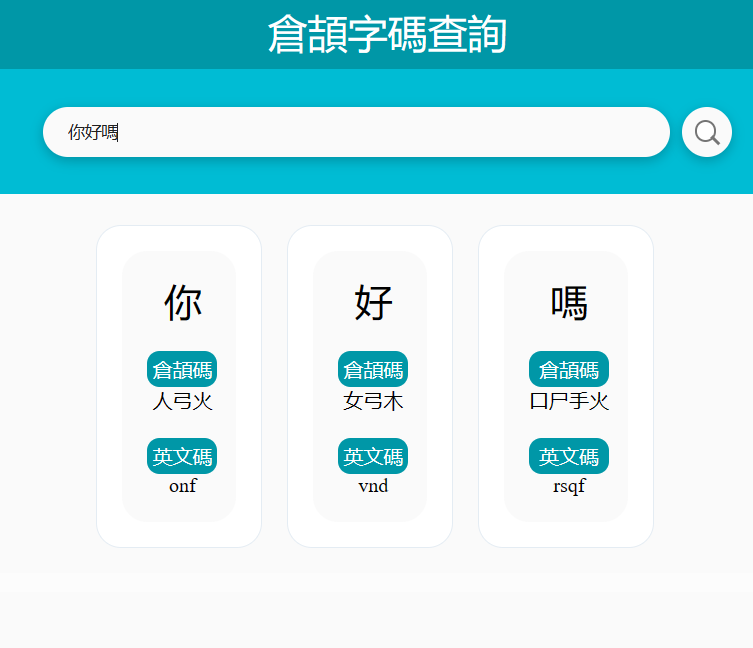 倉頡字碼查詢
你好嗎
你 好 嗎
倉頡碼 倉頡碼 倉頡碼
人弓火 女弓木 口尸手火
英文碼 英文碼 英文碼
onf vnd rsqf